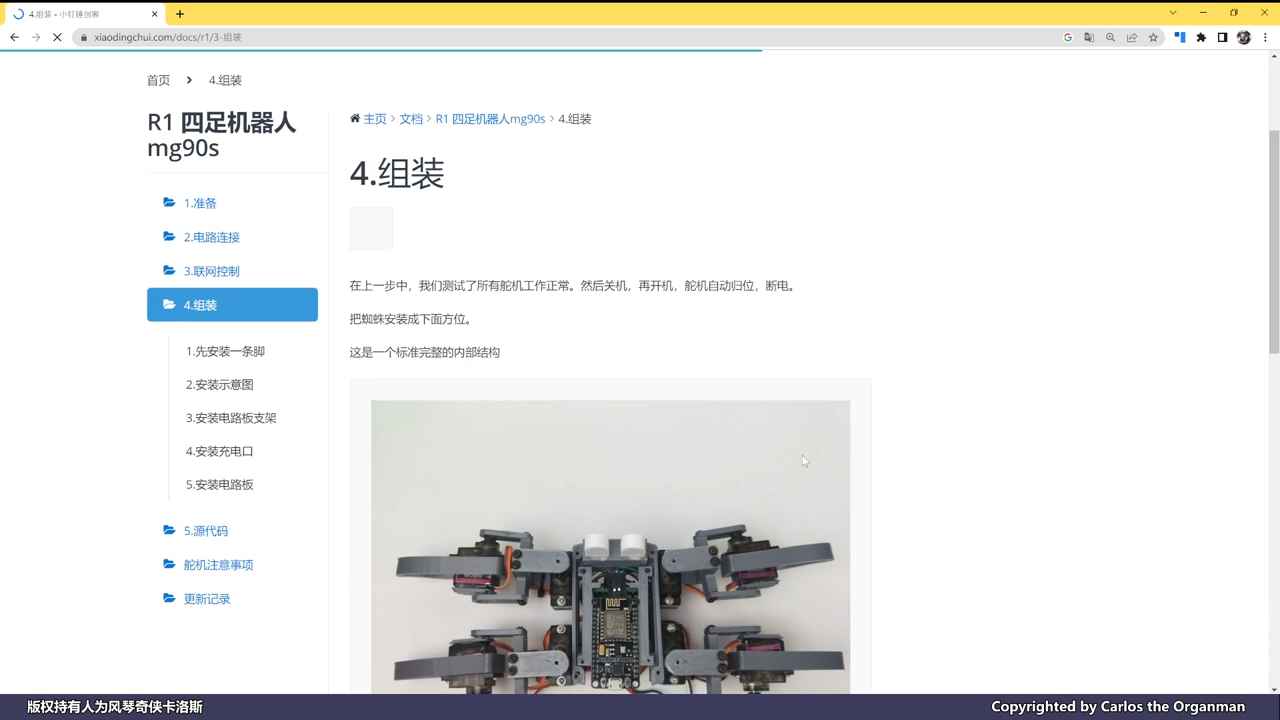 4.组装 - 小钉锤创客
xiaodingchui.com/docs/r1/3-组装
首页 > 4.组装
R1 四足机器人
mg90s
1.准备
2.电路连接
3.联网控制
4.组装
1.先安装一条脚
2.安装示意图
3.安装电路板支架
4.安装充电口
5.安装电路板
5.源代码
舵机注意事项
更新记录
主页 > 文档 > R1 四足机器人mg90s > 4.组装
4.组装
在上一步中，我们测试了所有舵机工作正常。然后关机，再开机，舵机自动归位，断电。
把蜘蛛安装成下面方位。
这是一个标准完整的内部结构
版权持有人为风琴奇侠卡洛斯
Copyrighted by Carlos the Organman